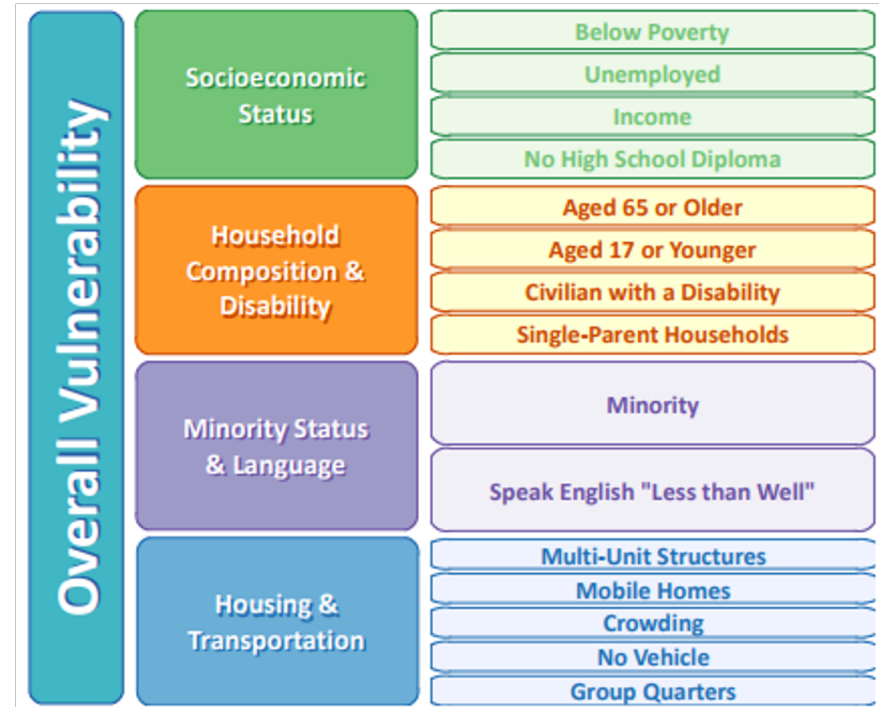 Overall Vulnerability
Socioeconomic
Status
Below Poverty
Unemployed
Income
No High School Diploma
Household
Composition &
Disability
Aged 65 or Older
Aged 17 or Younger
Civilian with a Disability
Single-Parent Households
Minority Status
& Language
Minority
Speak English "Less than Well"
Housing &
Transportation
Multi-Unit Structures
Mobile Homes
Crowding
No Vehicle
Group Quarters